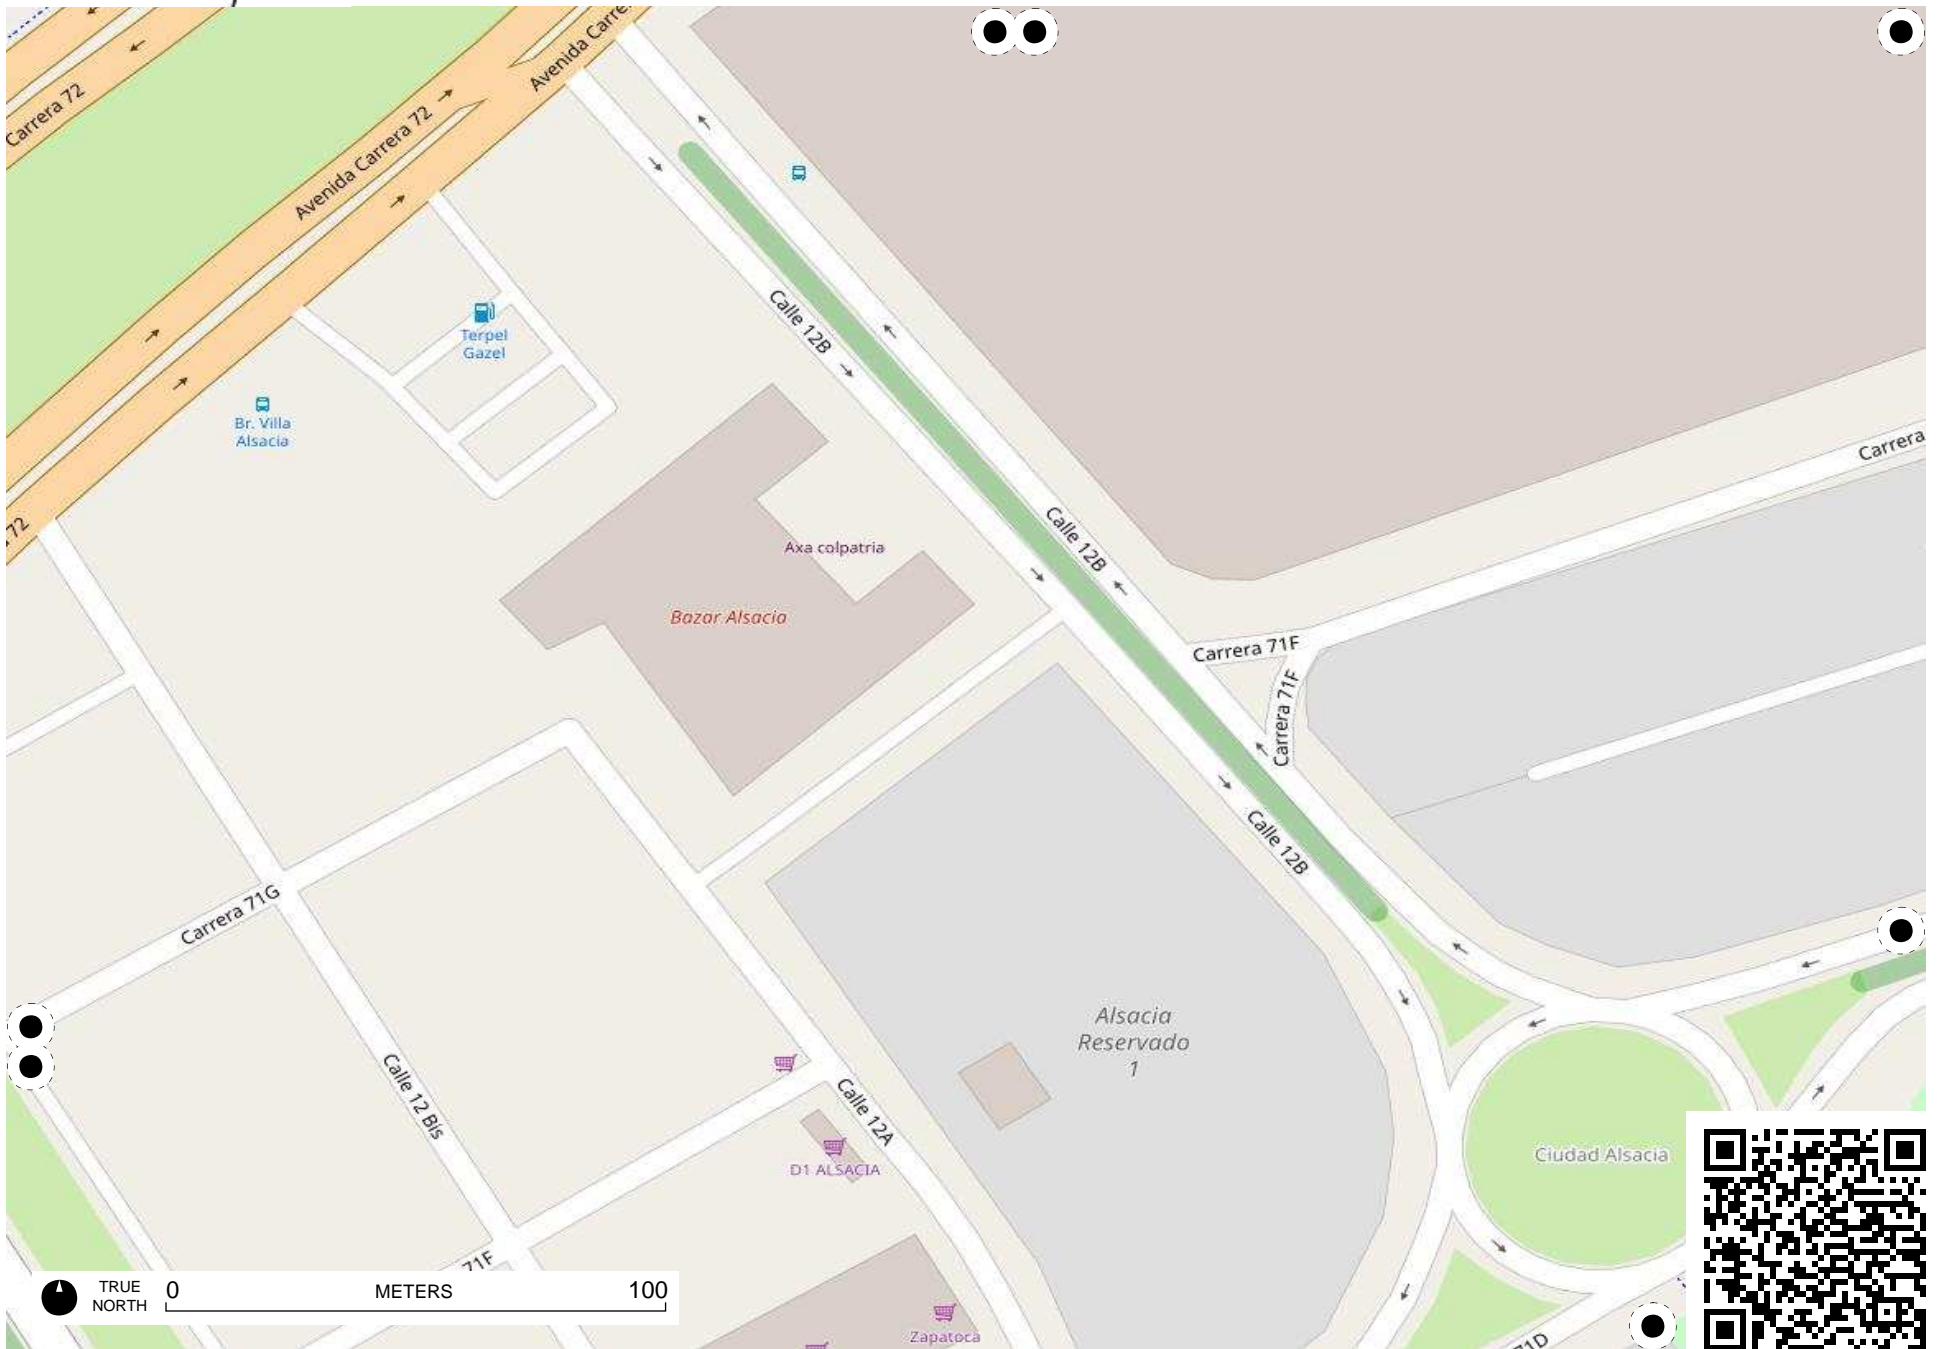 Avenida Carre
Carrera 72
Avenida Carrera 72
Terpel
Gazel
Calle 12B
Br. Villa
Alsacia
Carrera
72
Calle 12B
Axa colpatria
Bazar Alsacia
Carrera 71F
Carrera 71F
Calle 12B
Carrera 71G
Alsacia
Reservado
1
Calle 12 Bis
Calle 12A
D1 ALSACIA
Ciudad Alsacia
71F
TRUE
NORTH
0 METERS 100
Zapatoca
71D